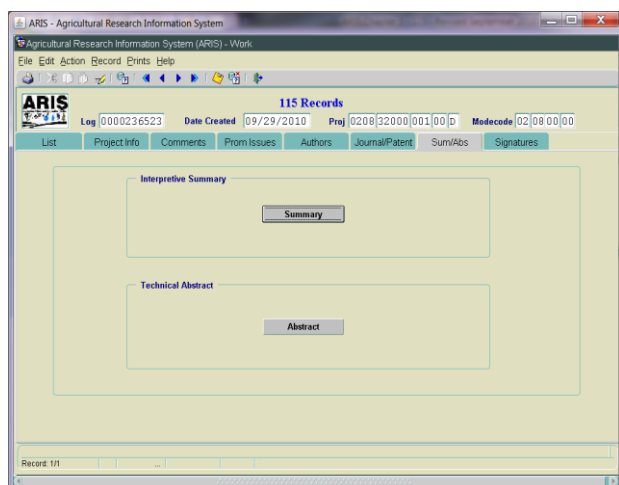 ARIS - Agricultural Research Information System
Agricultural Research Information System (ARIS) - Work
File Edit Action Record Prints Help
ARIS
115 Records
Log 0000236523 Date Created 09/29/2010 Proj 0208 32000 001 00 D Modecode 02 08 00 00
List Project Info Comments Prom Issues Authors Journal/Patent Sum/Abs Signatures
Interpretive Summary
Summary
Technical Abstract
Abstract
Record: 1/1 ...